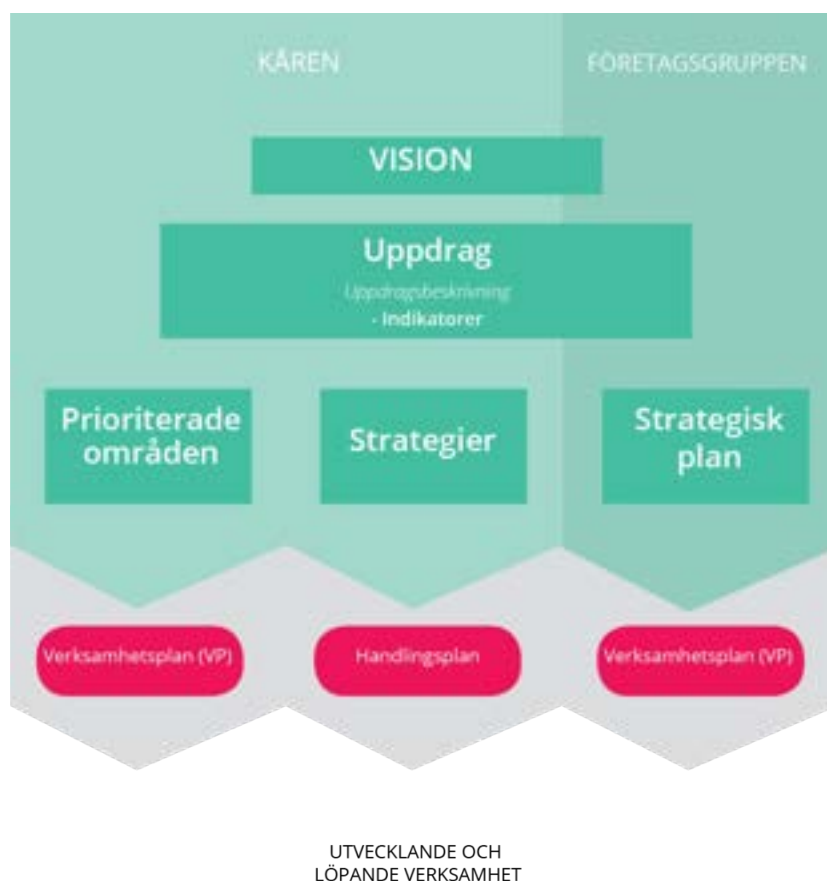 KÅREN
FÖRETAGSGRUPPEN
VISION
Uppdrag
Uppdragsbeskrivning
- Indikatorer
Prioriterade
områden
Strategier
Strategisk
plan
Verksamhetsplan (VP)
Handlingsplan
Verksamhetsplan (VP)
UTVECKLANDE OCH
LÖPANDE VERKSAMHET